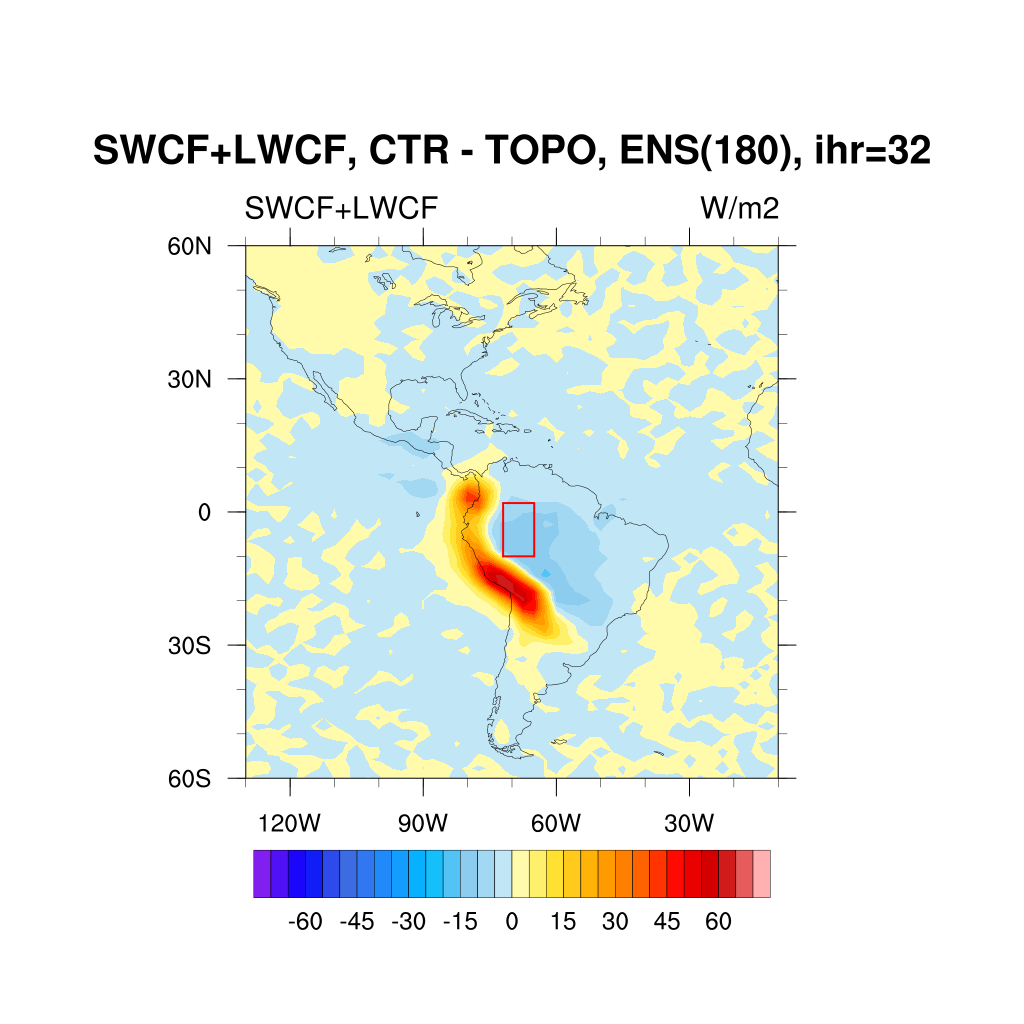 SWCF+LWCF, CTR - TOPO, ENS(180), ihr=32
SWCF+LWCF W/m2
60N
30N
0
30S
60S
120W 90W 60W 30W
-60 -45 -30 -15 0 15 30 45 60